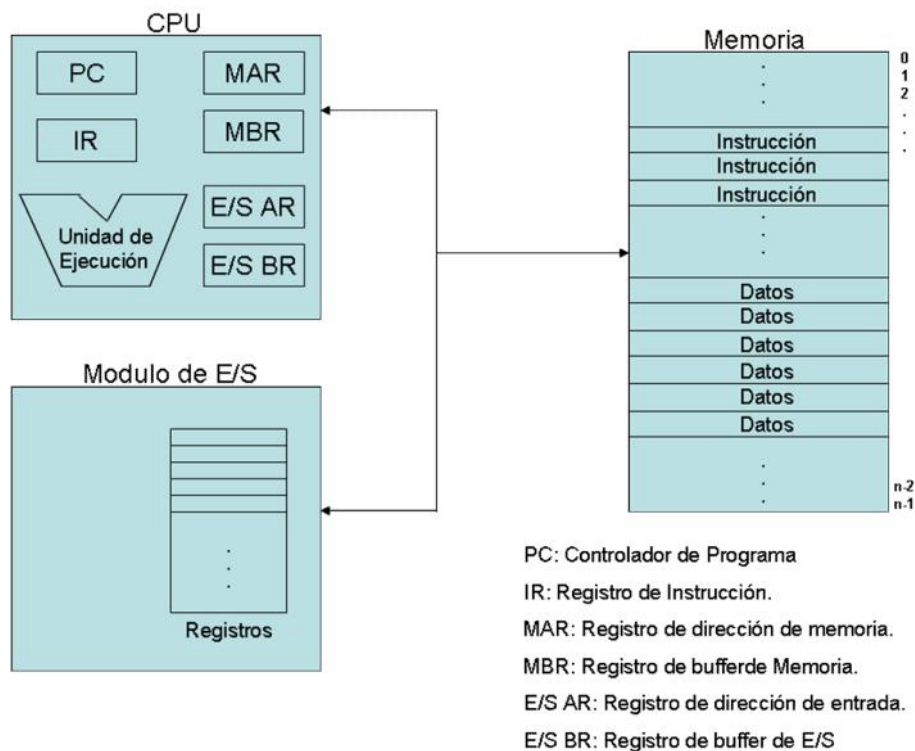 CPU
PC
MAR
IR
MBR
E/S AR
Unidad de
Ejecución
E/S BR
Memoria
0
1
2
.
.
.
.
.
.
Instrucción
Instrucción
Instrucción
.
.
.
Datos
Datos
Datos
Datos
Datos
Datos
.
.
.
n-2
n-1
Modulo de E/S
.
.
.
Registros
PC: Controlador de Programa
IR: Registro de Instrucción.
MAR: Registro de dirección de memoria.
MBR: Registro de bufferde Memoria.
E/S AR: Registro de dirección de entrada.
E/S BR: Registro de buffer de E/S